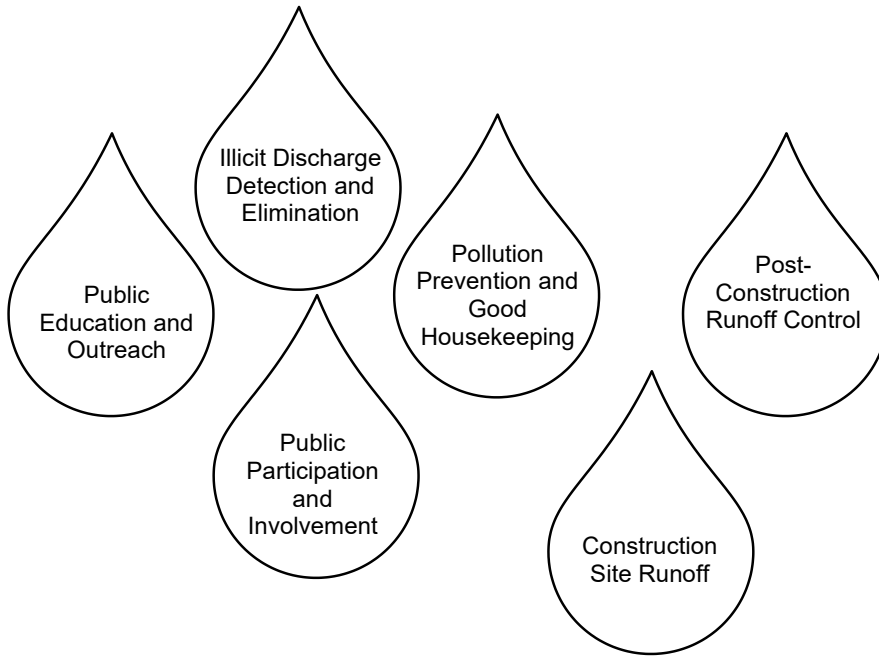 Illicit Discharge
Detection and
Elimination
Public
Education and
Outreach
Pollution
Prevention and
Good
Housekeeping
Post-
Construction
Runoff Control
Public
Participation
and
Involvement
Construction
Site Runoff